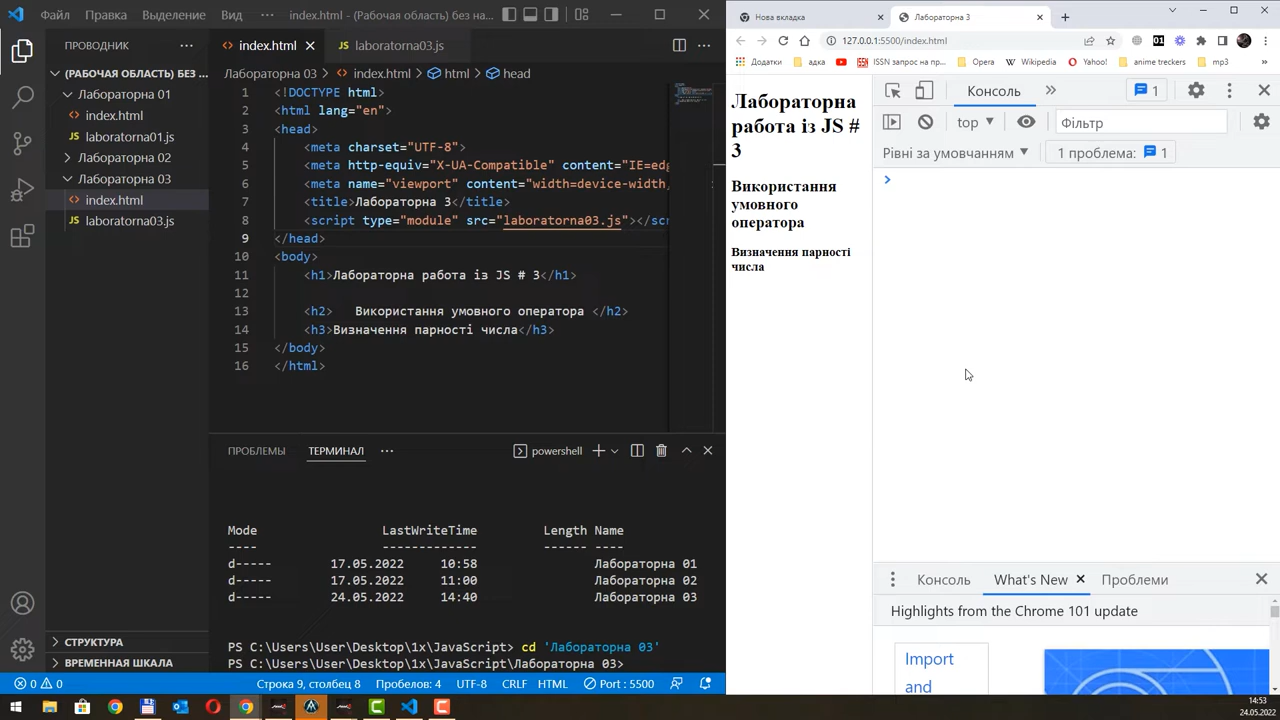 Файл Правка Выделение Вид ... index.html - (Рабочая область) без на...
ПРОВОДНИК ...
(РАБОЧАЯ ОБЛАСТЬ) БЕЗ ...
Лабораторна 01
index.html
laboratorna01.js
Лабораторна 02
Лабораторна 03
index.html
laboratorna03.js
СТРУКТУРА
ВРЕМЕННАЯ ШКАЛА
index.html
laboratorna03.js
Лабораторна 03 > index.html > html > head
1 <!DOCTYPE html>
2 <html lang="en">
3 <head>
4 <meta charset="UTF-8">
5 <meta http-equiv="X-UA-Compatible" content="IE=edg
6 <meta name="viewport" content="width=device-width,
7 <title>Лабораторна 3</title>
8 <script type="module" src="laboratorna03.js"></scr
9 </head>
10 <body>
11 <h1>Лабораторна работа із JS # 3</h1>
12
13 <h2> Використання умовного оператора </h2>
14 <h3>Визначення парності числа</h3>
15 </body>
16 </html>
ПРОБЛЕМЫ ТЕРМИНАЛ ... powershell
Mode LastWriteTime Length Name
---- ------------- ------ ----
d----- 17.05.2022 10:58 Лабораторна 01
d----- 17.05.2022 11:00 Лабораторна 02
d----- 24.05.2022 14:40 Лабораторна 03
PS C:\Users\User\Desktop\1x\JavaScript> cd 'Лабораторна 03'
PS C:\Users\User\Desktop\1x\JavaScript\Лабораторна 03>
0 0 Строка 9, столбец 8 Пробелов: 4 UTF-8 CRLF HTML Port : 5500
Нова вкладка
Лабораторна 3
127.0.0.1:5500/index.html
Додатки адка ISSN запрос на пр... Opera Wikipedia Yahoo! anime treckers mp3
Лабораторна
работа із JS #
3
Використання
умовного
оператора
Визначення парності
числа
Консоль 1
top Фільтр
Рівні за умовчанням 1 проблема: 1
Консоль What's New Проблеми
Highlights from the Chrome 101 update
Import
and
14:53
24.05.2022